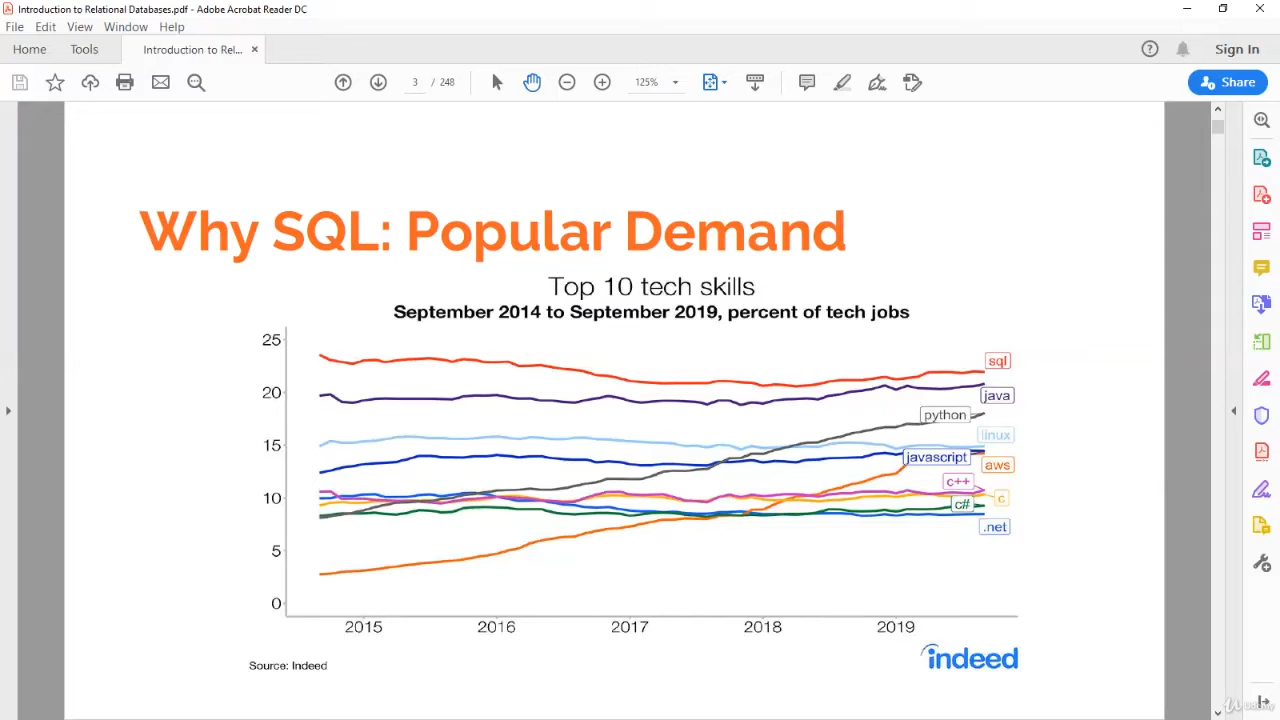 Introduction to Relational Databases.pdf - Adobe Acrobat Reader DC
File Edit View Window Help
Home Tools Introduction to Rel... × Sign In
3 / 248 125% Share
Why SQL: Popular Demand
Top 10 tech skills
September 2014 to September 2019, percent of tech jobs
25
20
15
10
5
0
sql
java
python
linux
javascript
aws
c++
c
c#
.net
2015 2016 2017 2018 2019
Source: Indeed
indeed
Udemy